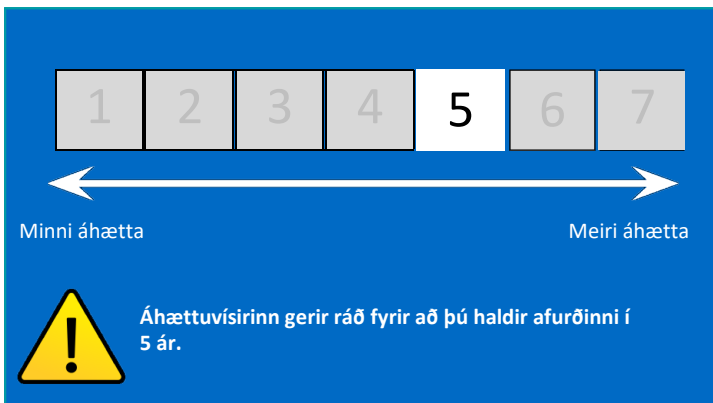 1 2 3 4 5 6 7
Minni áhætta Meiri áhætta
Áhættuvísirinn gerir ráð fyrir að þú haldir afurðinni í
5 ár.